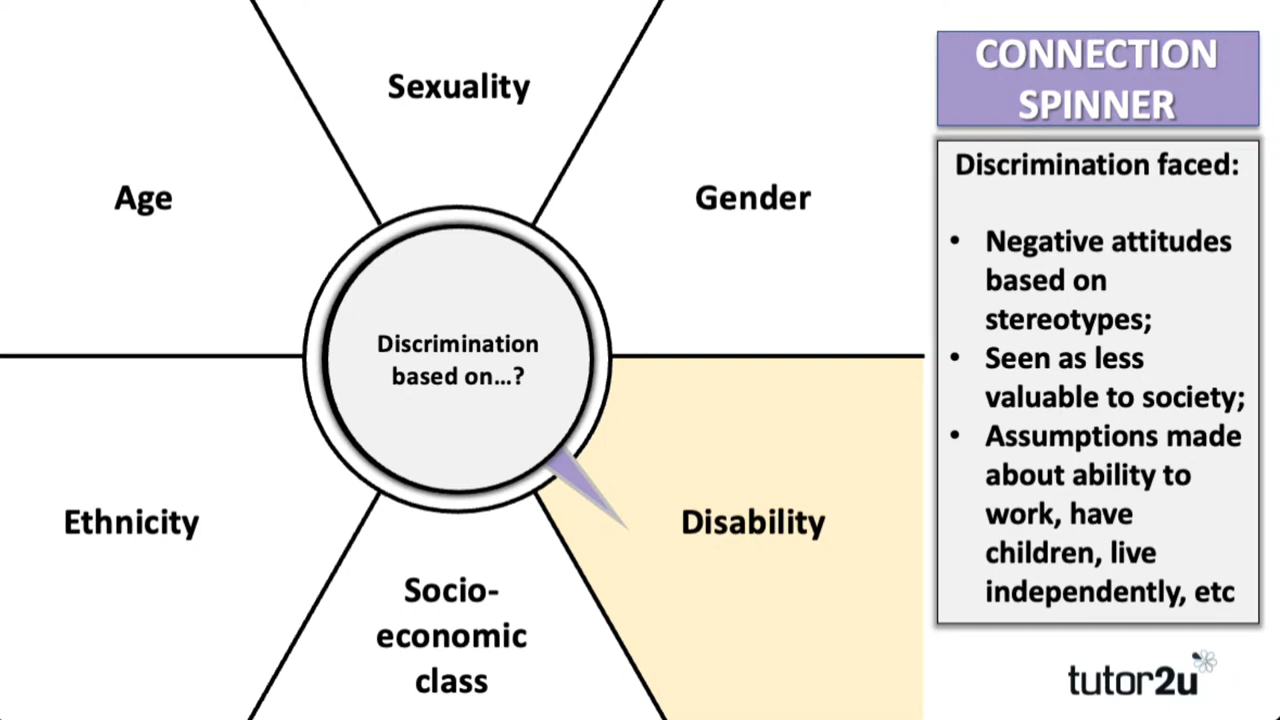 Sexuality
Age
Gender
Discrimination
based on...?
Ethnicity
Disability
Socio-
economic
class
CONNECTION
SPINNER
Discrimination faced:
• Negative attitudes
based on
stereotypes;
• Seen as less
valuable to society;
• Assumptions made
about ability to
work, have
children, live
independently, etc
tutor2u